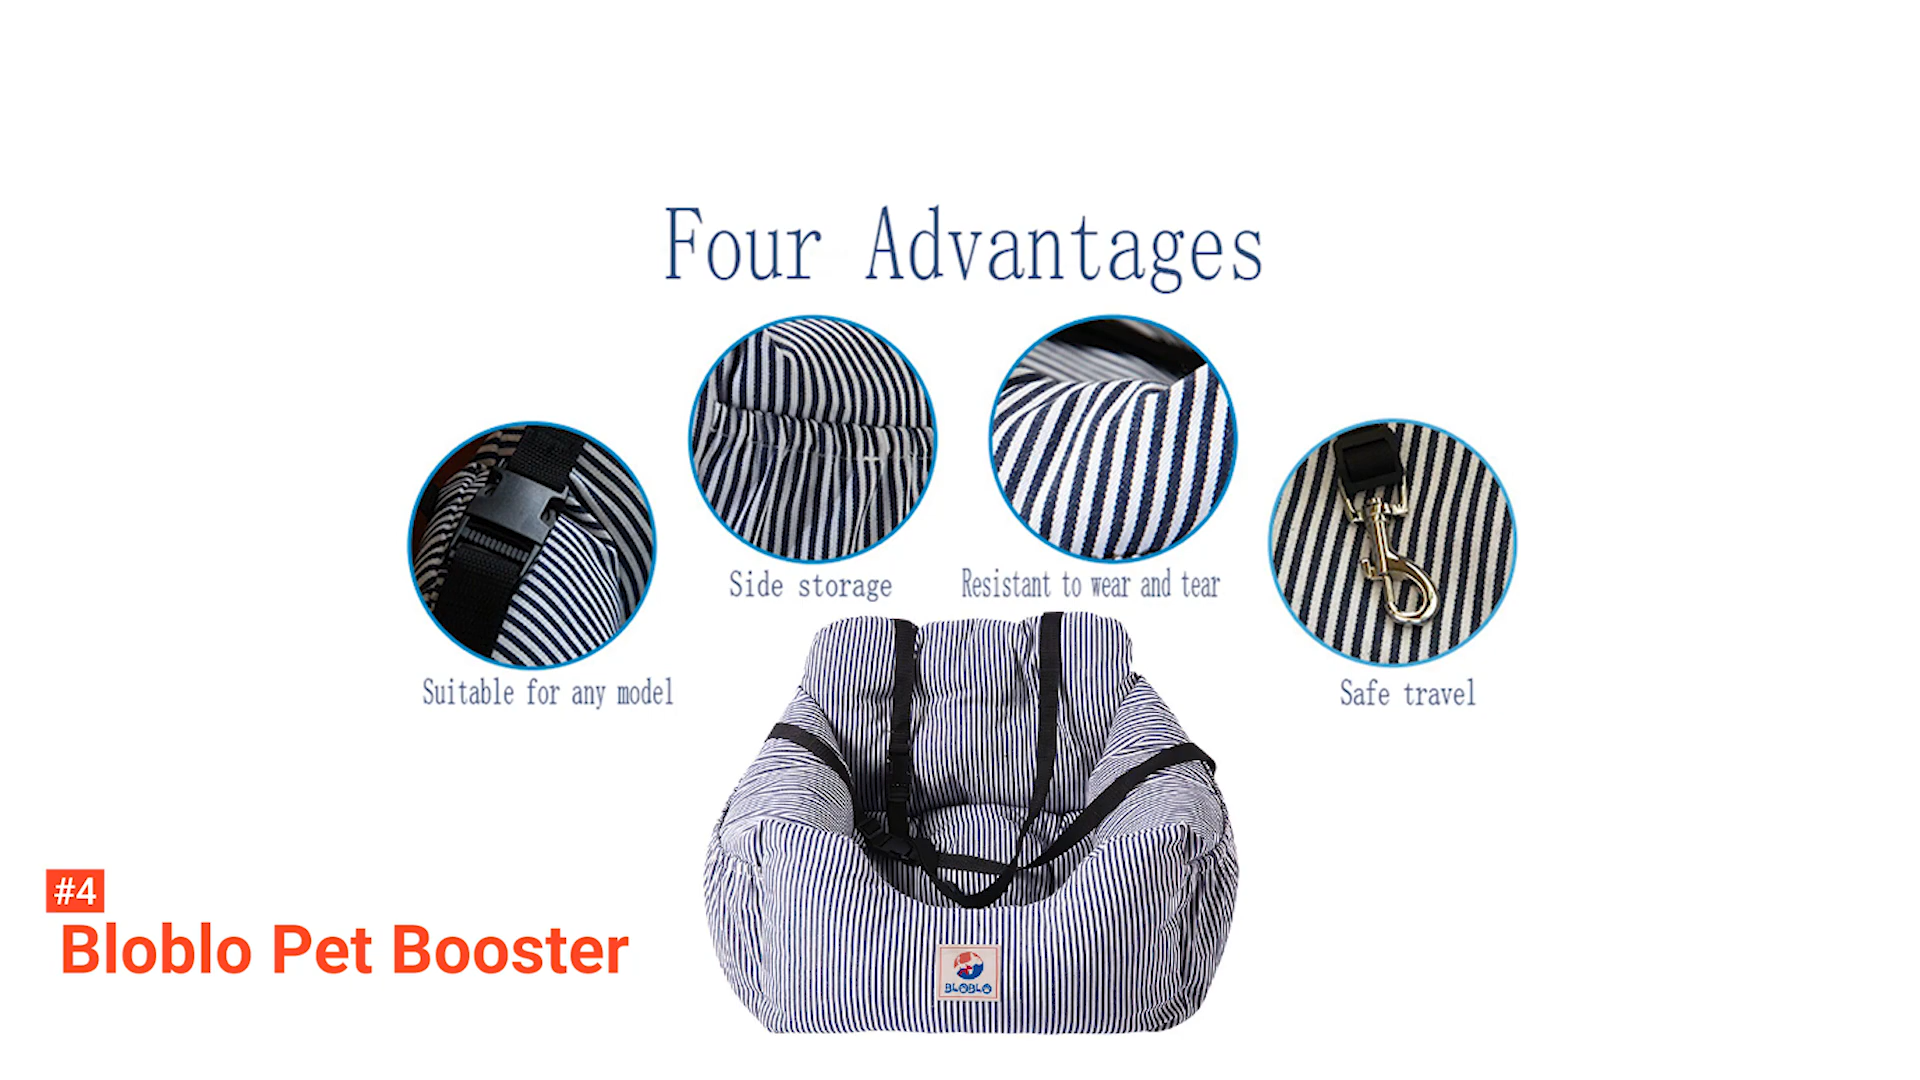 Four Advantages
Side storage
Resistant to wear and tear
Suitable for any model
Safe travel
#4
Bloblo Pet Booster
BLOBLO